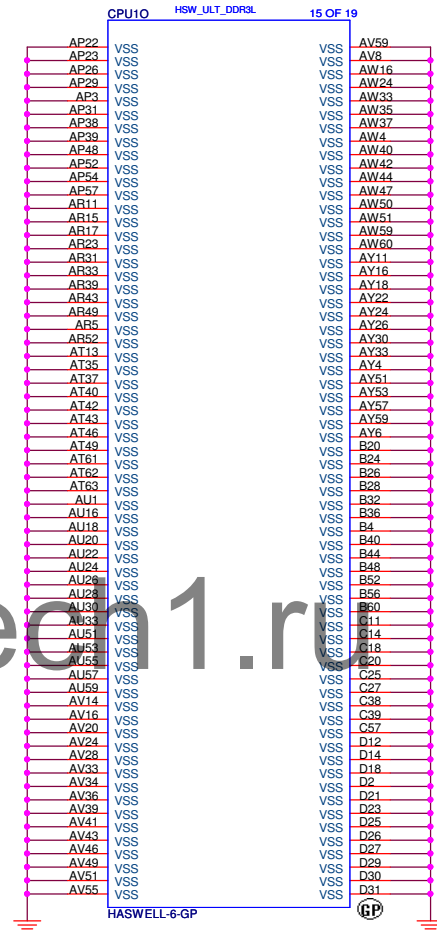 CPU1O HSW_ULT_DDR3L 15 OF 19
AP22 VSS VSS AV59
AP23 VSS VSS AV8
AP26 VSS VSS AW16
AP29 VSS VSS AW24
AP3 VSS VSS AW33
AP31 VSS VSS AW35
AP38 VSS VSS AW37
AP39 VSS VSS AW4
AP48 VSS VSS AW40
AP52 VSS VSS AW42
AP54 VSS VSS AW44
AP57 VSS VSS AW47
AR11 VSS VSS AW50
AR15 VSS VSS AW51
AR17 VSS VSS AW59
AR23 VSS VSS AW60
AR31 VSS VSS AY11
AR33 VSS VSS AY16
AR39 VSS VSS AY18
AR43 VSS VSS AY22
AR49 VSS VSS AY24
AR5 VSS VSS AY26
AR52 VSS VSS AY30
AT13 VSS VSS AY33
AT35 VSS VSS AY4
AT37 VSS VSS AY51
AT40 VSS VSS AY53
AT42 VSS VSS AY57
AT43 VSS VSS AY59
AT46 VSS VSS AY6
AT49 VSS VSS B20
AT61 VSS VSS B24
AT62 VSS VSS B26
AT63 VSS VSS B28
AU1 VSS VSS B32
AU16 VSS VSS B36
AU18 VSS VSS B4
AU20 VSS VSS B40
AU22 VSS VSS B44
AU24 VSS VSS B48
AU26 VSS VSS B52
AU28 VSS VSS B56
AU30 VSS VSS B60
AU33 VSS VSS C11
AU51 VSS VSS C14
AU53 VSS VSS C18
AU55 VSS VSS C20
AU57 VSS VSS C25
AU59 VSS VSS C27
AV14 VSS VSS C38
AV16 VSS VSS C39
AV20 VSS VSS C57
AV24 VSS VSS D12
AV28 VSS VSS D14
AV33 VSS VSS D18
AV34 VSS VSS D2
AV36 VSS VSS D21
AV39 VSS VSS D23
AV41 VSS VSS D25
AV43 VSS VSS D26
AV46 VSS VSS D27
AV49 VSS VSS D29
AV51 VSS VSS D30
AV55 VSS VSS D31
HASWELL-6-GP GP
ech1.ru